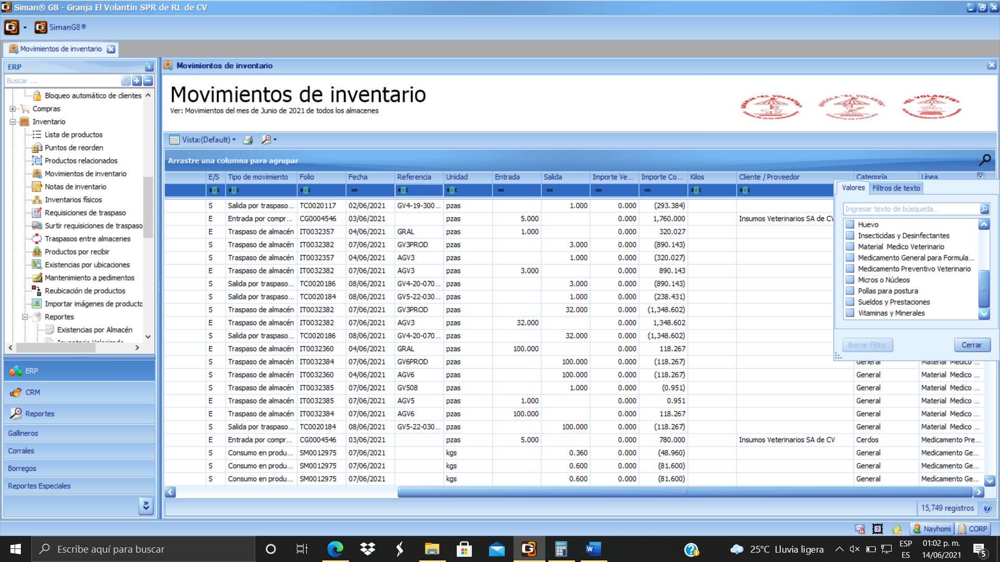 Siman® G8 - Granja El Volantín SPR de RL de CV
SimanG8®
Movimientos de inventario
ERP
Buscar ...
Bloqueo automático de clientes
Compras
Inventario
Lista de productos
Puntos de reorden
Productos relacionados
Movimientos de inventario
Notas de inventario
Inventarios físicos
Requisiciones de traspaso
Surtir requisiciones de traspaso
Traspasos entre almacenes
Productos por recibir
Existencias por ubicaciones
Mantenimiento a pedimentos
Reubicación de productos
Importar imágenes de producto
Reportes
Existencias por Almacén
ERP
CRM
Reportes
Gallineros
Corrales
Borregos
Reportes Especiales
Movimientos de inventario
Movimientos de inventario
Ver: Movimientos del mes de Junio de 2021 de todos los almacenes
GRANJA "EL VOLANTIN"
AVICOLA "EL VOLANTIN"
"EL VOLANTIN"
OVINOS
Vista:(Default)
Arrastre una columna para agrupar
E/S Tipo de movimiento Folio Fecha Referencia Unidad Entrada Salida Importe Ve... Importe Co... Kilos Cliente / Proveedor Categoría Línea
S Salida por traspaso... TC0020117 02/06/2021 GV4-19-300... pzas 1.000 0.000 (293.384)
E Entrada por compr... CG0004546 03/06/2021 pzas 5.000 0.000 1,760.000 Insumos Veterinarios SA de CV
E Traspaso de almacén IT0032357 04/06/2021 GRAL pzas 1.000 0.000 320.027
S Traspaso de almacén IT0032382 07/06/2021 GV3PROD pzas 3.000 0.000 (890.143)
S Traspaso de almacén IT0032357 04/06/2021 AGV3 pzas 1.000 0.000 (320.027)
E Traspaso de almacén IT0032382 07/06/2021 AGV3 pzas 3.000 0.000 890.143
S Salida por traspaso... TC0020186 08/06/2021 GV4-20-070... pzas 3.000 0.000 (890.143)
S Salida por traspaso... TC0020184 08/06/2021 GV5-22-030... pzas 1.000 0.000 (238.431)
S Traspaso de almacén IT0032382 07/06/2021 GV3PROD pzas 32.000 0.000 (1,348.602)
E Traspaso de almacén IT0032382 07/06/2021 AGV3 pzas 32.000 0.000 1,348.602
S Salida por traspaso... TC0020186 08/06/2021 GV4-20-070... pzas 32.000 0.000 (1,348.602)
E Traspaso de almacén IT0032360 04/06/2021 GRAL pzas 100.000 0.000 118.267
S Traspaso de almacén IT0032384 07/06/2021 GV6PROD pzas 100.000 0.000 (118.267) General Material Medico ...
S Traspaso de almacén IT0032360 04/06/2021 AGV6 pzas 100.000 0.000 (118.267) General Material Medico ...
S Traspaso de almacén IT0032385 07/06/2021 GV508 pzas 1.000 0.000 (0.951) General Material Medico ...
E Traspaso de almacén IT0032385 07/06/2021 AGV5 pzas 1.000 0.000 0.951 General Material Medico ...
E Traspaso de almacén IT0032384 07/06/2021 AGV6 pzas 100.000 0.000 118.267 General Material Medico ...
S Salida por traspaso... TC0020184 08/06/2021 GV5-22-030... pzas 100.000 0.000 (118.267) General Material Medico ...
E Entrada por compr... CG0004546 03/06/2021 pzas 5.000 0.000 780.000 Insumos Veterinarios SA de CV Cerdos Medicamento Pre...
S Consumo en produ... SM0012975 07/06/2021 kgs 0.360 0.000 (48.960) General Medicamento Ge...
S Consumo en produ... SM0012975 07/06/2021 kgs 0.600 0.000 (81.600) General Medicamento Ge...
S Consumo en produ... SM0012975 07/06/2021 kgs 0.600 0.000 (81.600) General Medicamento Ge...
Valores Filtros de texto
Ingresar texto de búsqueda...
Huevo
Insecticidas y Desinfectantes
Material Medico Veterinario
Medicamento General para Formula...
Medicamento Preventivo Veterinario
Micros o Núcleos
Pollas para postura
Sueldos y Prestaciones
Vitaminas y Minerales
Borrar Filtro Cerrar
15,749 registros
Nayhomi CORP
Escribe aquí para buscar
25°C Lluvia ligera
ESP
ES
01:02 p. m.
14/06/2021
5